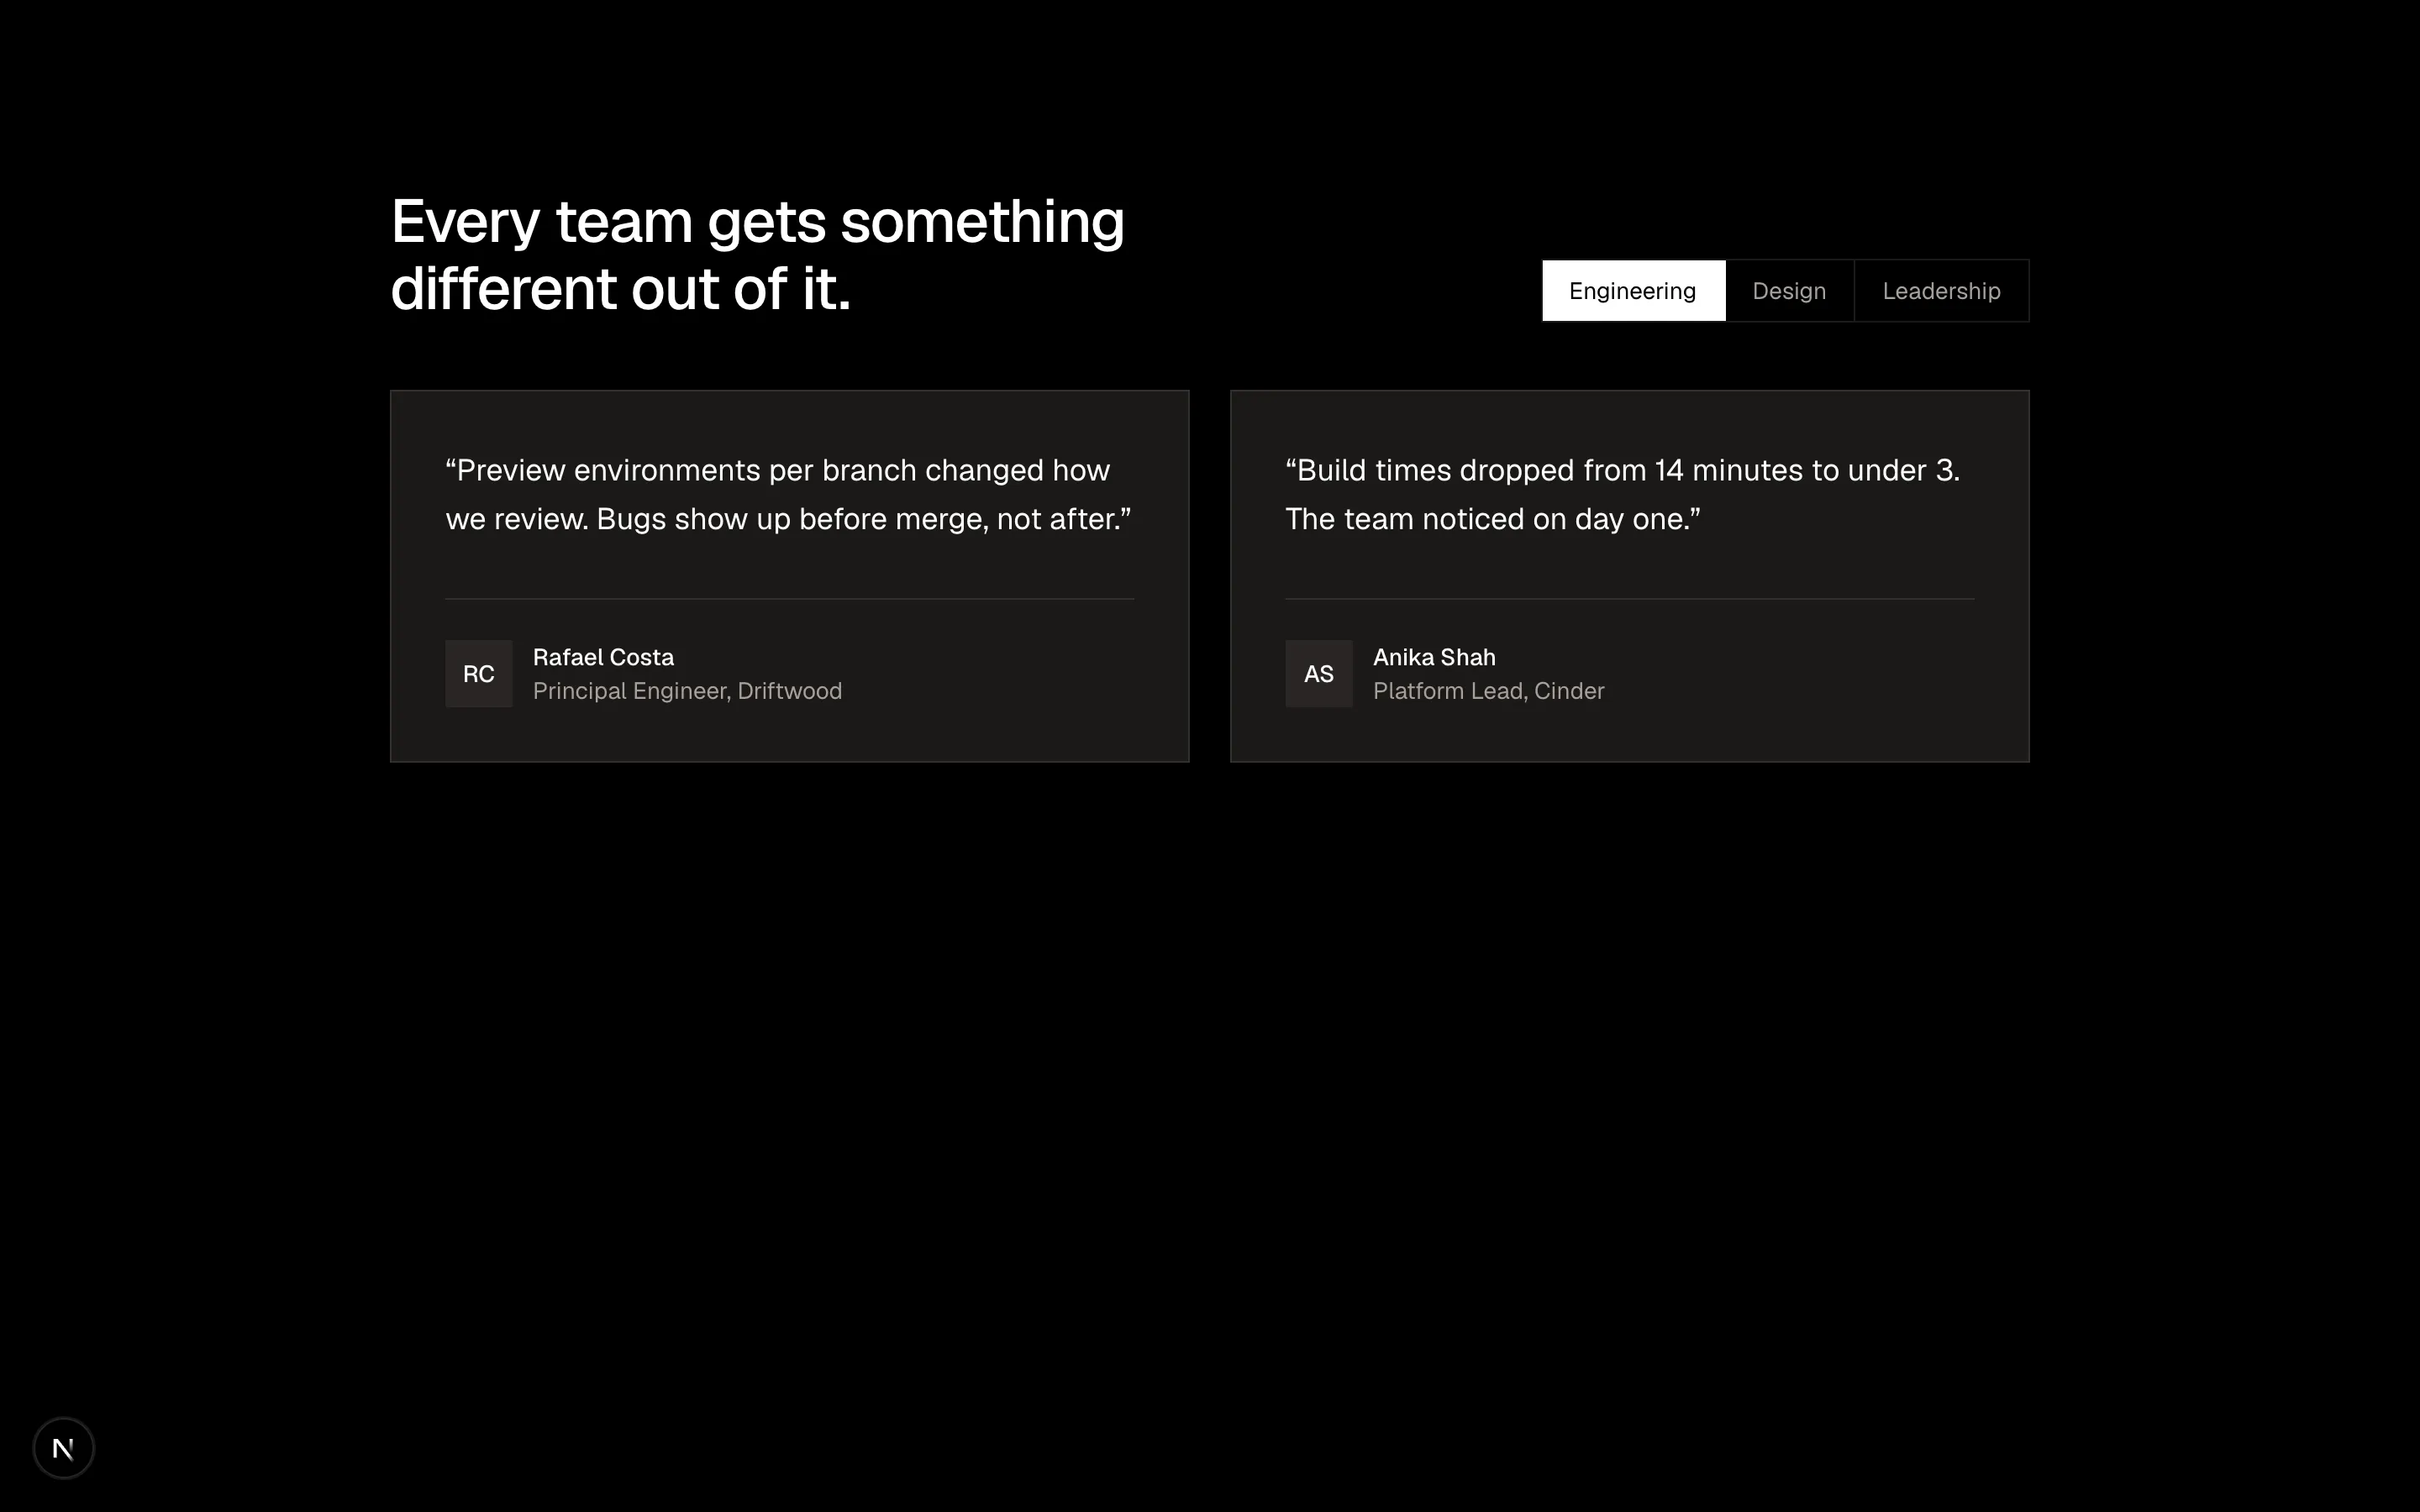 Every team gets something
different out of it.
Engineering
Design
Leadership
“Preview environments per branch changed how
we review. Bugs show up before merge, not after.”
RC
Rafael Costa
Principal Engineer, Driftwood
“Build times dropped from 14 minutes to under 3.
The team noticed on day one.”
AS
Anika Shah
Platform Lead, Cinder
N